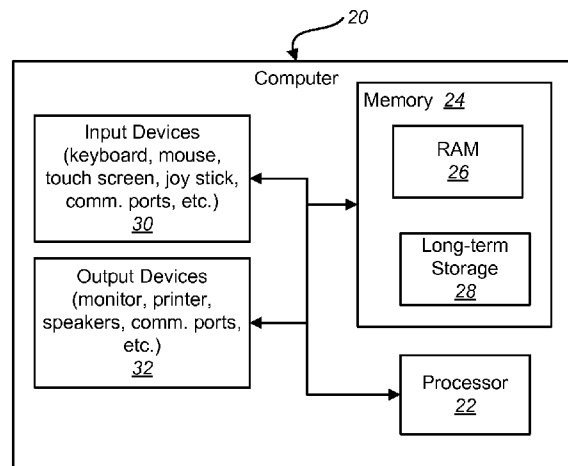 20
Computer
Input Devices
(keyboard, mouse,
touch screen, joy stick,
comm. ports, etc.)
30
Output Devices
(monitor, printer,
speakers, comm. ports,
etc.)
32
Memory 24
RAM
26
Long-term
Storage
28
Processor
22